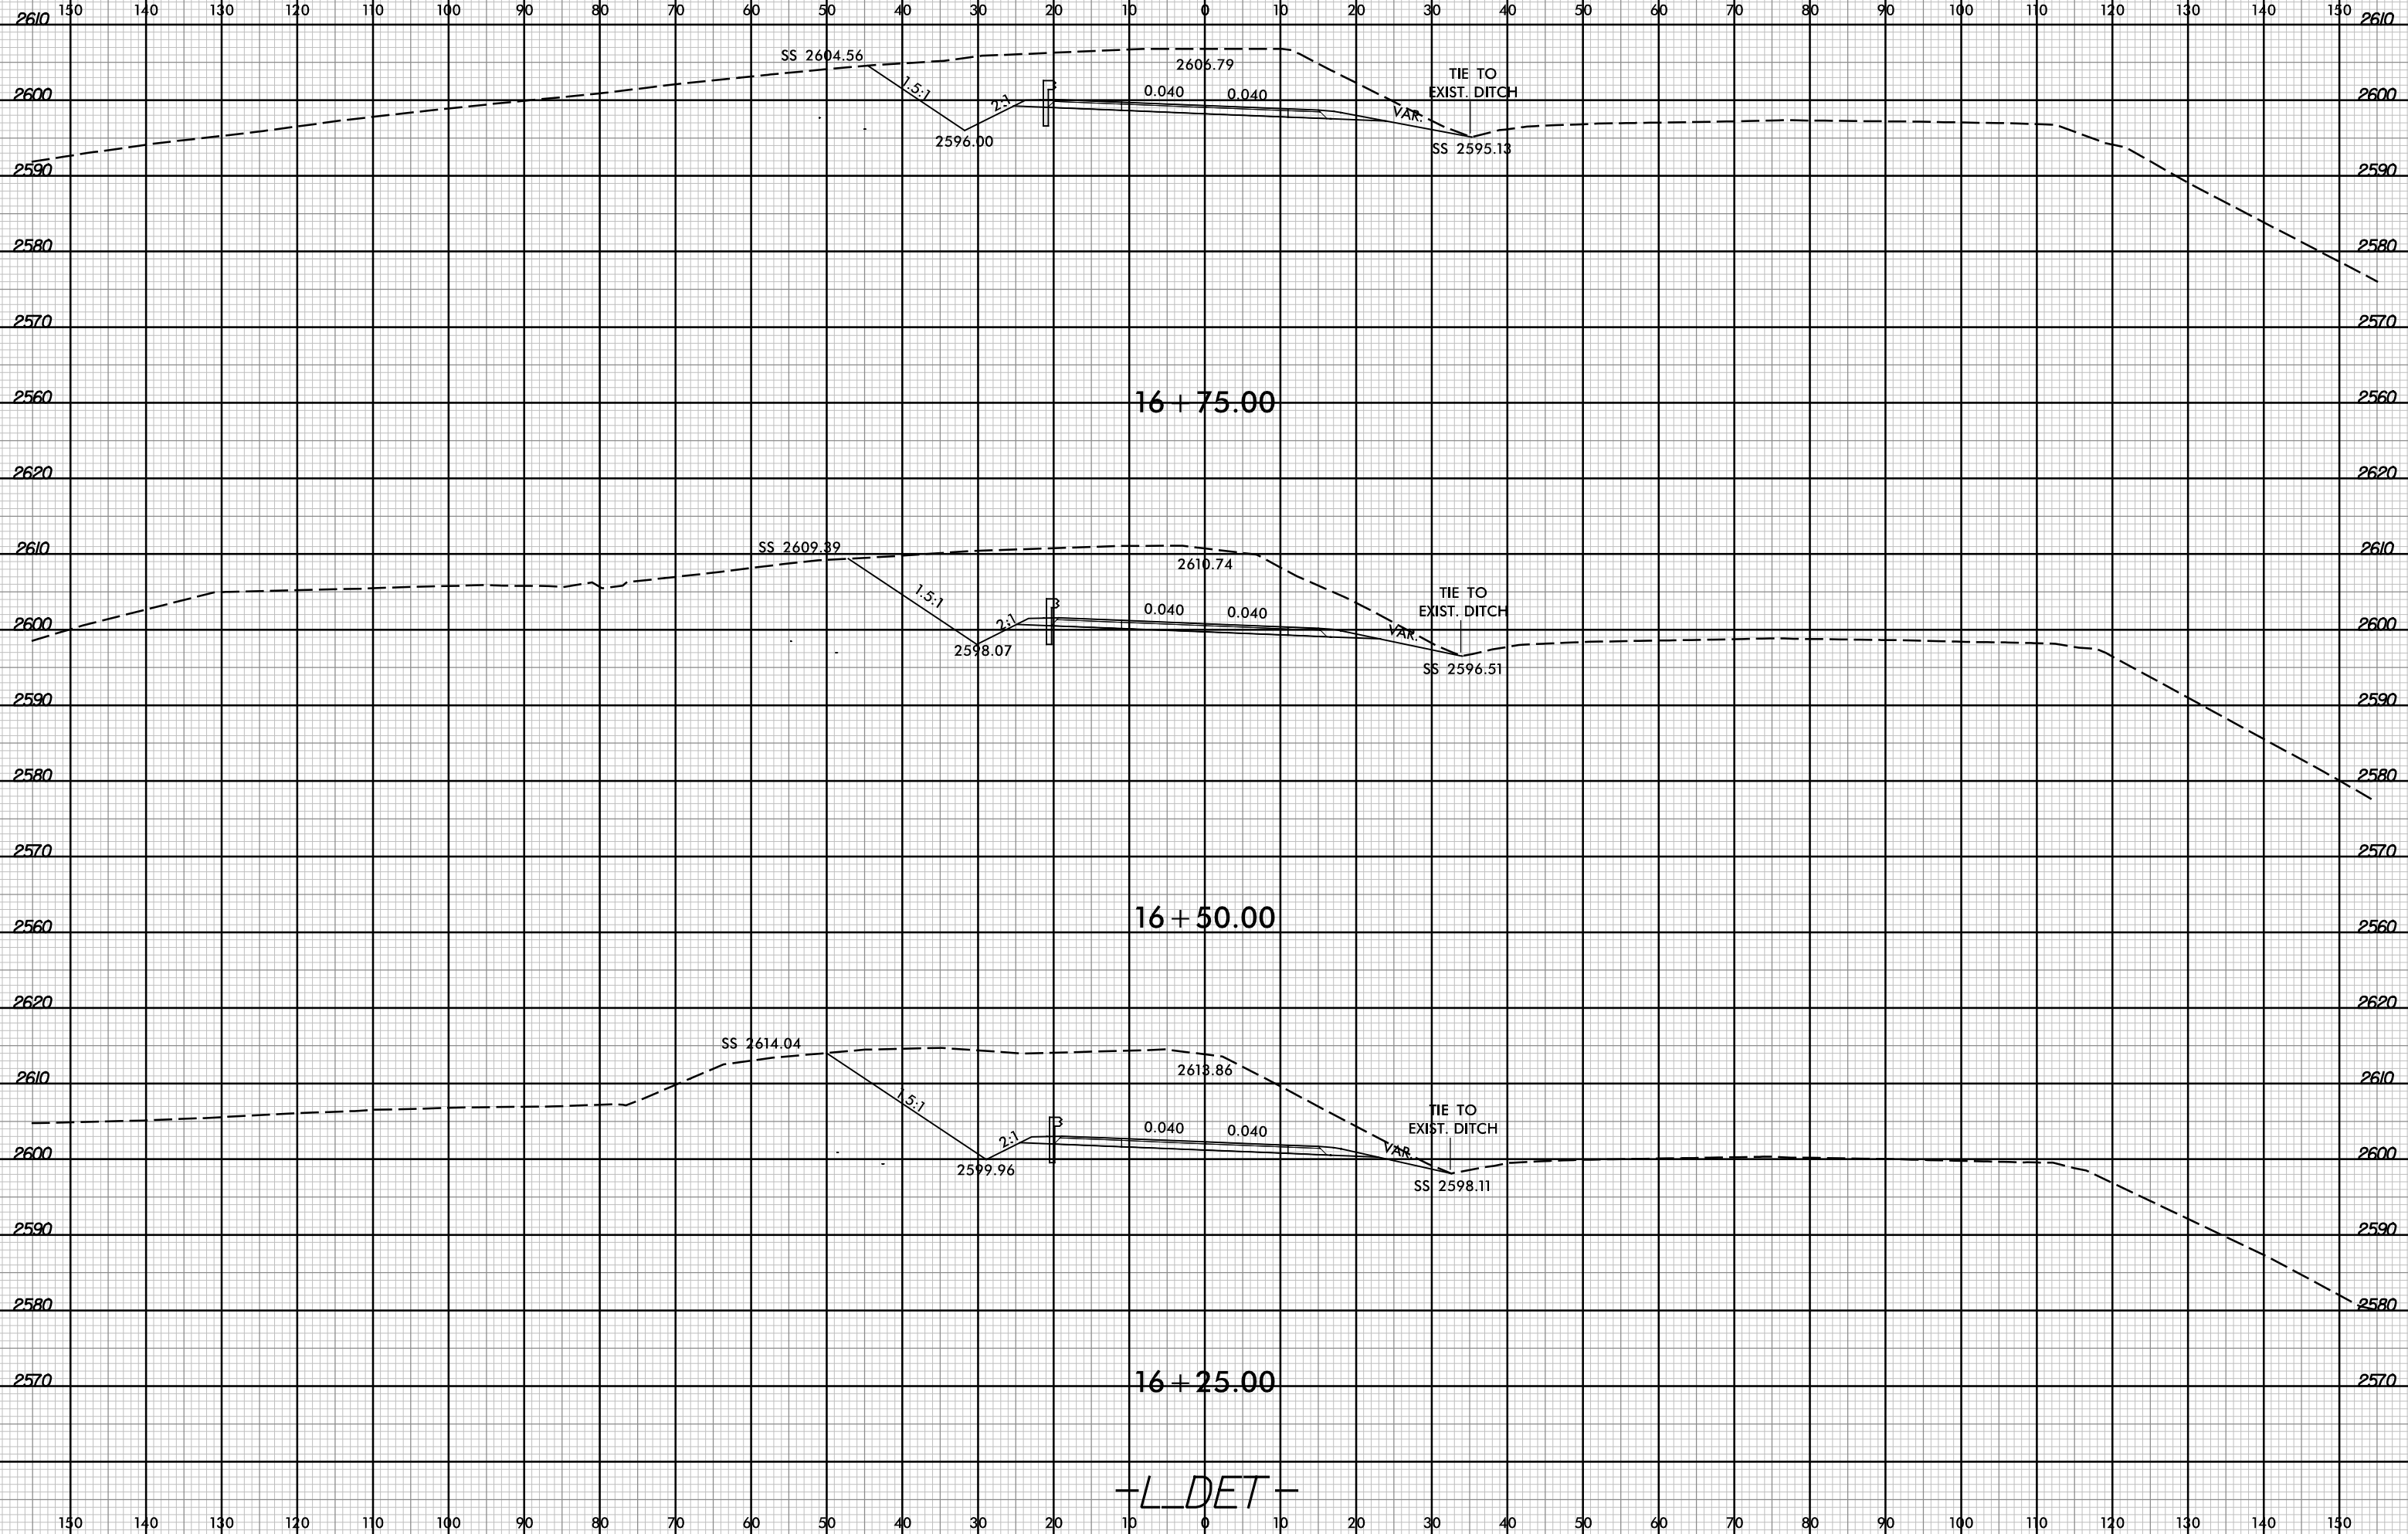 150 140 130 120 110 100 90 80 70 60 50 40 30 20 10 0 10 20 30 40 50 60 70 80 90 100 110 120 130 140 150
2610 2610
SS 2604.56
2606.79
TIE TO
EXIST. DITCH
1.5:1
2:1
0.040 0.040
VAR.
2600 2600
2596.00
SS 2595.13
2590 2590
2580 2580
2570 2570
2560 2560
16+75.00
2620 2620
2610 2610
SS 2609.39
2610.74
TIE TO
EXIST. DITCH
1.5:1
2:1
0.040 0.040
VAR.
2600 2600
2598.07
SS 2596.51
2590 2590
2580 2580
2570 2570
2560 2560
16+50.00
2620 2620
SS 2614.04
2613.86
2610 2610
TIE TO
EXIST. DITCH
1.5:1
2:1
0.040 0.040
VAR.
2600 2600
2599.96
SS 2598.11
2590 2590
2580 2580
2570 2570
16+25.00
-L_DET-
150 140 130 120 110 100 90 80 70 60 50 40 30 20 10 0 10 20 30 40 50 60 70 80 90 100 110 120 130 140 150